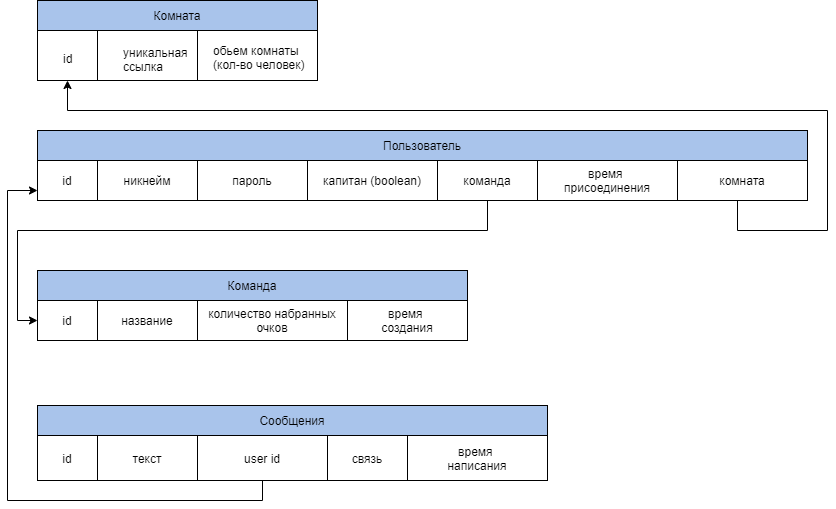 Комната
id
уникальная
ссылка
обьем комнаты
(кол-во человек)
Пользователь
id
никнейм
пароль
капитан (boolean)
команда
время
присоединения
комната
Команда
id
название
количество набранных
очков
время
создания
Сообщения
id
текст
user id
связь
время
написания